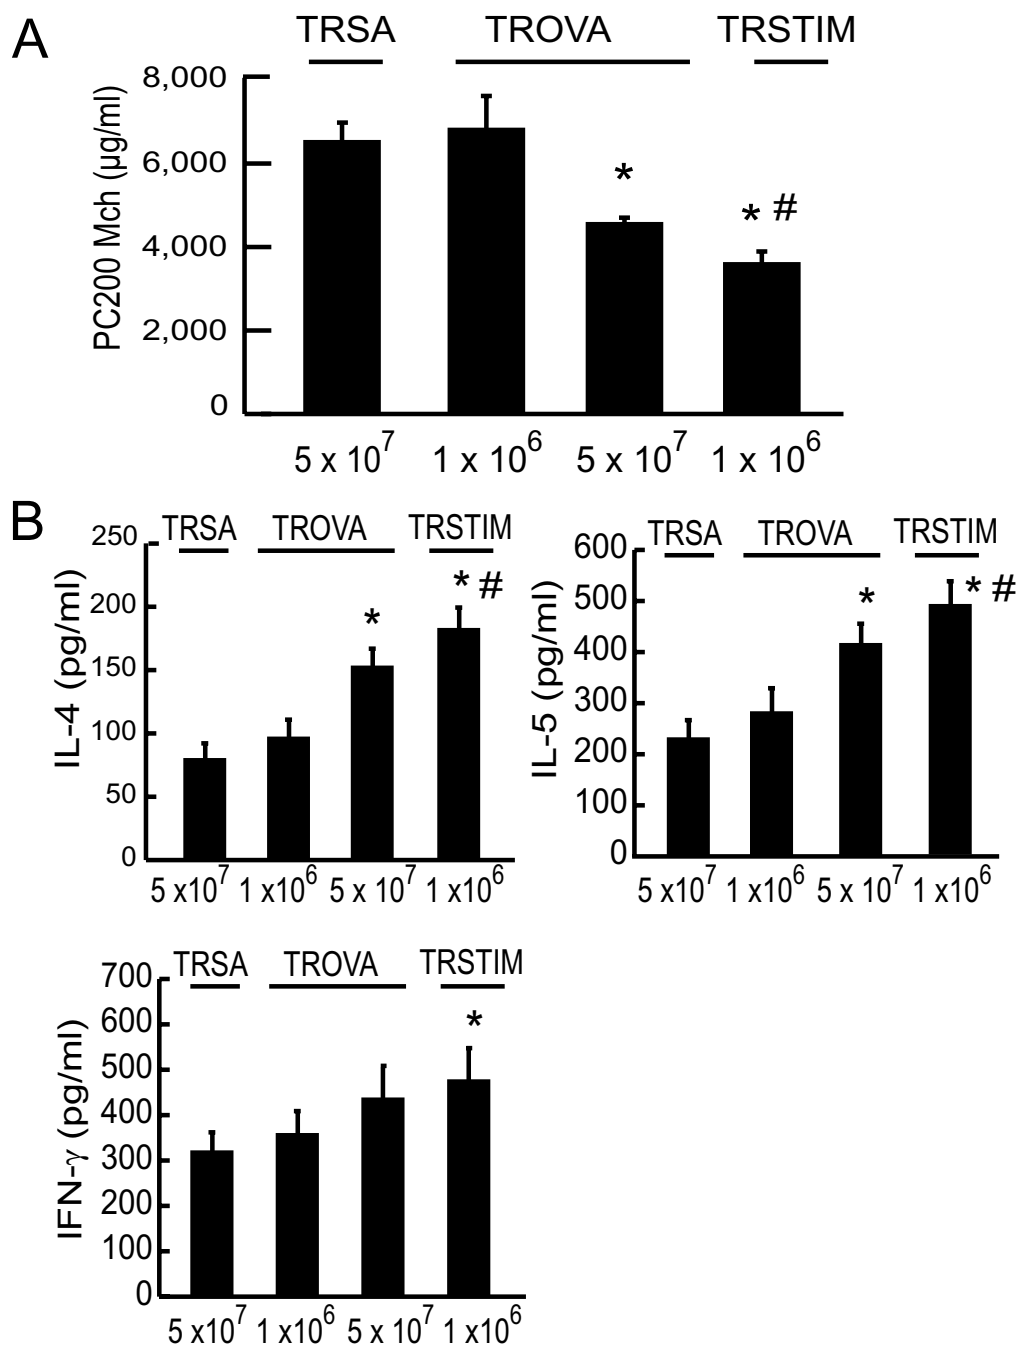 A
TRSA TROVA TRSTIM
PC200 Mch (µg/ml)
8,000
6,000
4,000
2,000
0
* * #
5 x 10⁷ 1 x 10⁶ 5 x 10⁷ 1 x 10⁶
B
TRSA TROVA TRSTIM
IL-4 (pg/ml)
250
200
150
100
50
0
* * #
5 x10⁷ 1 x10⁶ 5 x 10⁷ 1 x10⁶
TRSA TROVA TRSTIM
IL-5 (pg/ml)
600
500
400
300
200
100
0
* * #
5 x10⁷ 1 x10⁶ 5 x 10⁷ 1 x10⁶
TRSA TROVA TRSTIM
IFN-γ (pg/ml)
700
600
500
400
300
200
100
0
*
5 x10⁷ 1 x10⁶ 5 x 10⁷ 1 x10⁶